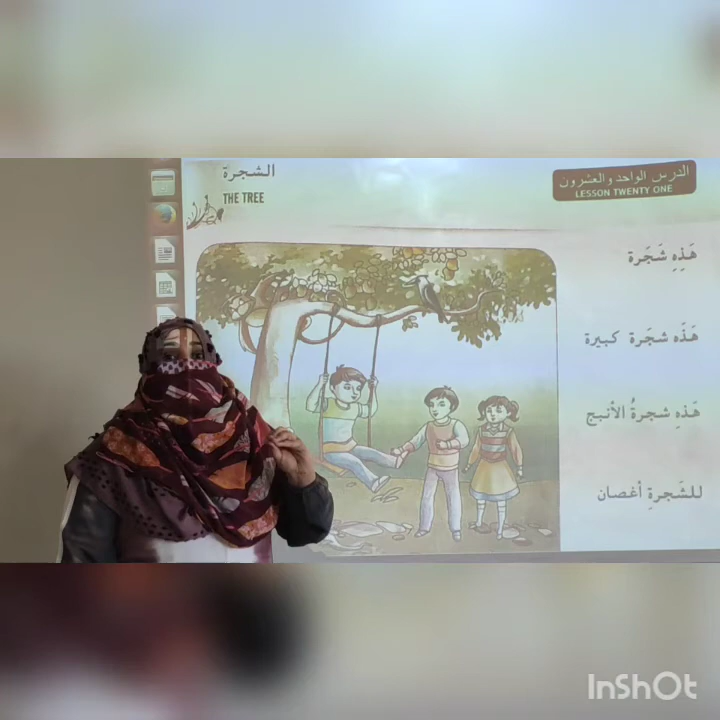 الشجرة
THE TREE
الدرس الواحد والعشرون
LESSON TWENTY ONE
هَذِهِ شَجَرة
هَذَه شجَرة كبيرة
هَذهِ شجرةُ الأنبج
للشَجرةِ أغصان
InShOt